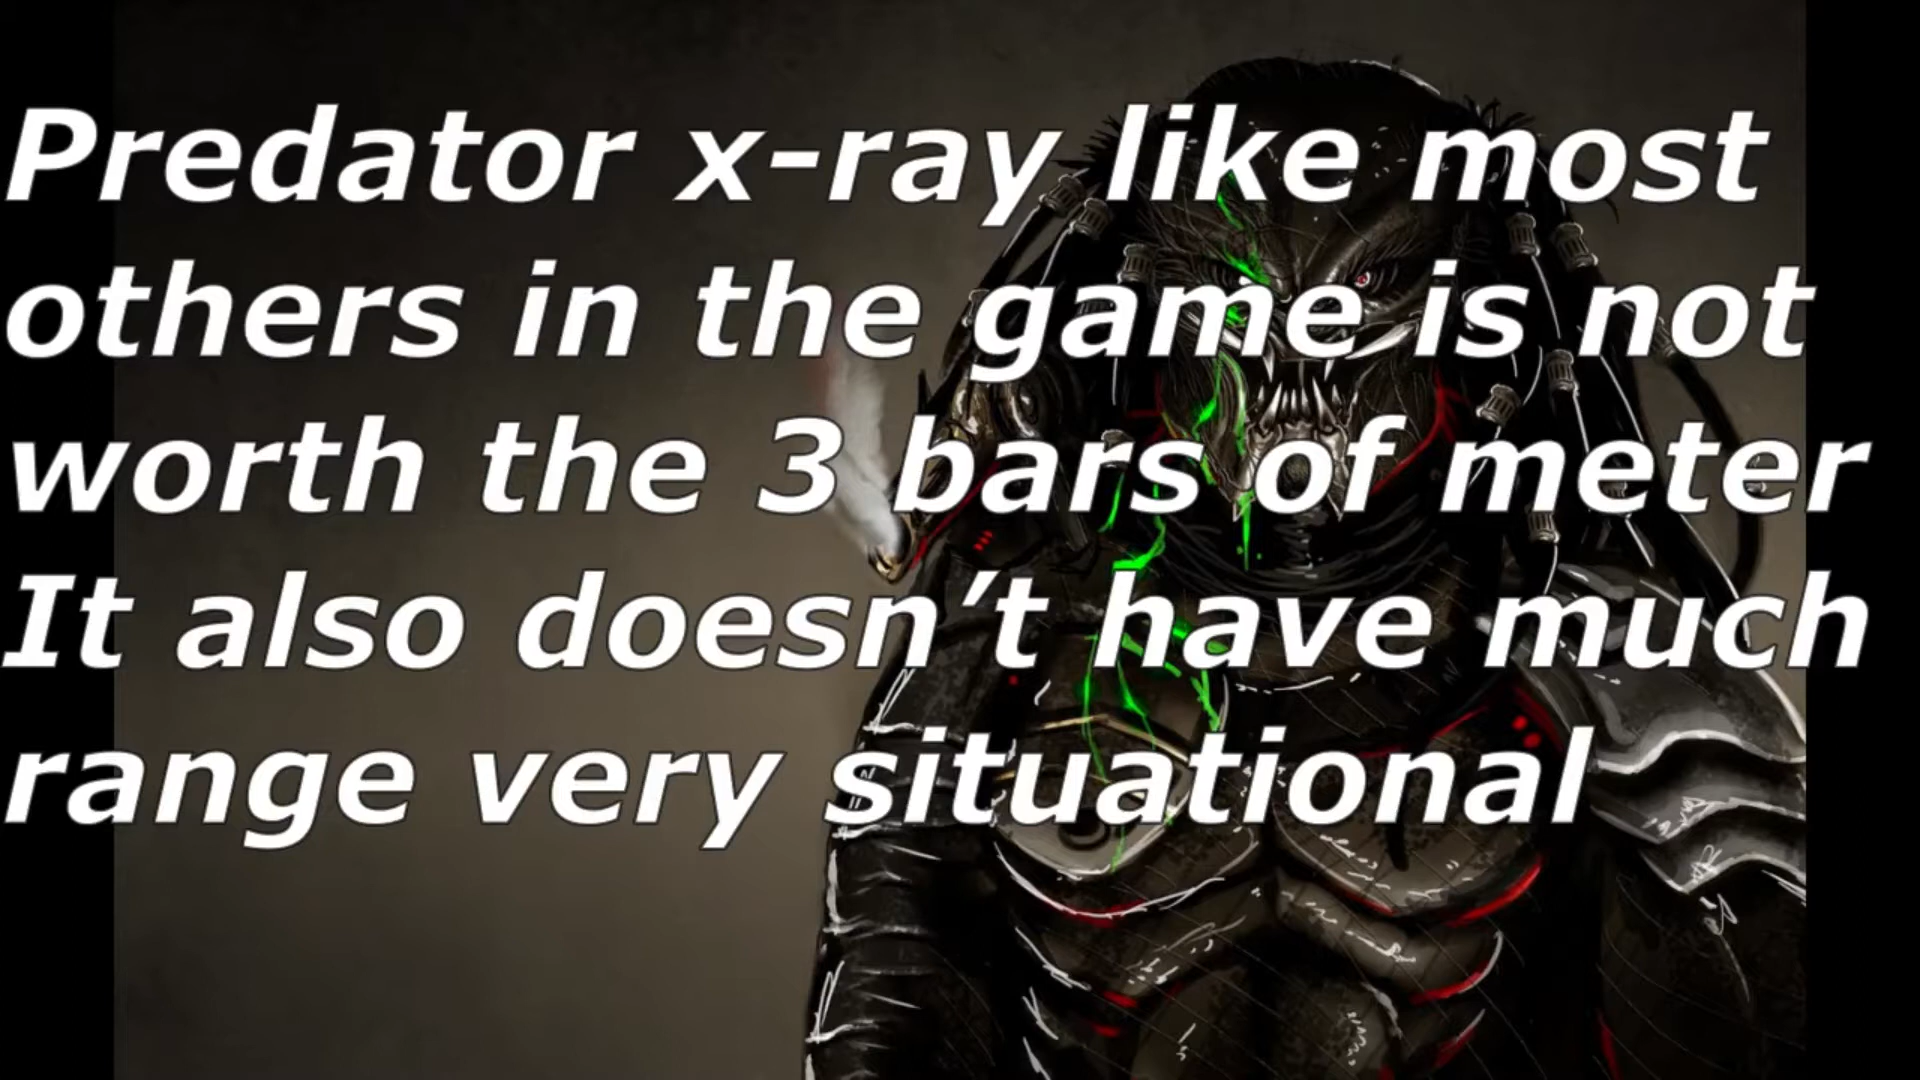 Predator x-ray like most
others in the game is not
worth the 3 bars of meter
It also doesn’t have much
range very situational